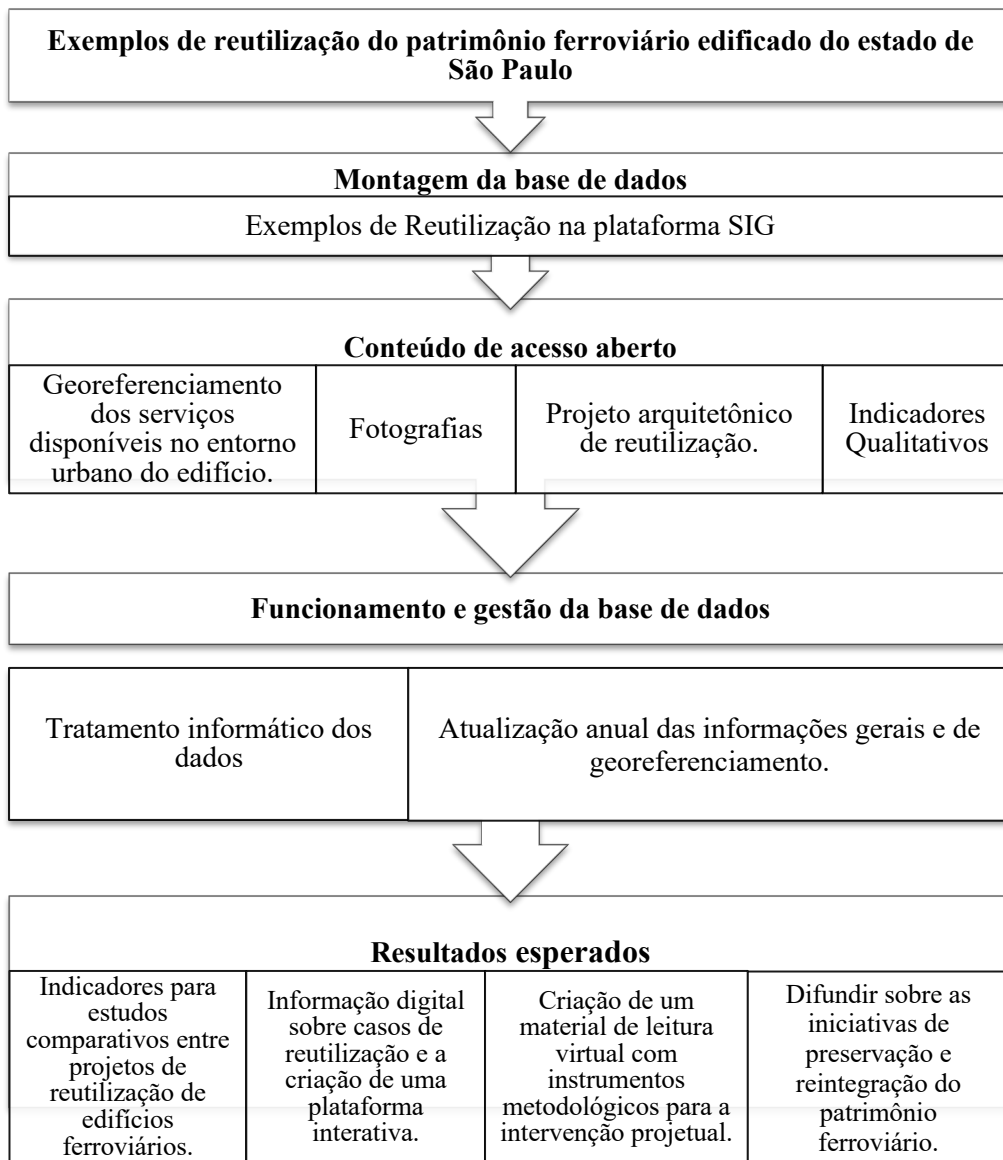 Exemplos de reutilização do patrimônio ferroviário edificado do estado de
São Paulo
Montagem da base de dados
Exemplos de Reutilização na plataforma SIG
Conteúdo de acesso aberto
Georeferenciamento
dos serviços
disponíveis no entorno
urbano do edifício.
Fotografias
Projeto arquitetônico
de reutilização.
Indicadores
Qualitativos
Funcionamento e gestão da base de dados
Tratamento informático dos
dados
Atualização anual das informações gerais e de
georeferenciamento.
Resultados esperados
Indicadores para
estudos
comparativos entre
projetos de
reutilização de
edifícios
ferroviários.
Informação digital
sobre casos de
reutilização e a
criação de uma
plataforma
interativa.
Criação de um
material de leitura
virtual com
instrumentos
metodológicos para a
intervenção projetual.
Difundir sobre as
iniciativas de
preservação e
reintegração do
patrimônio
ferroviário.